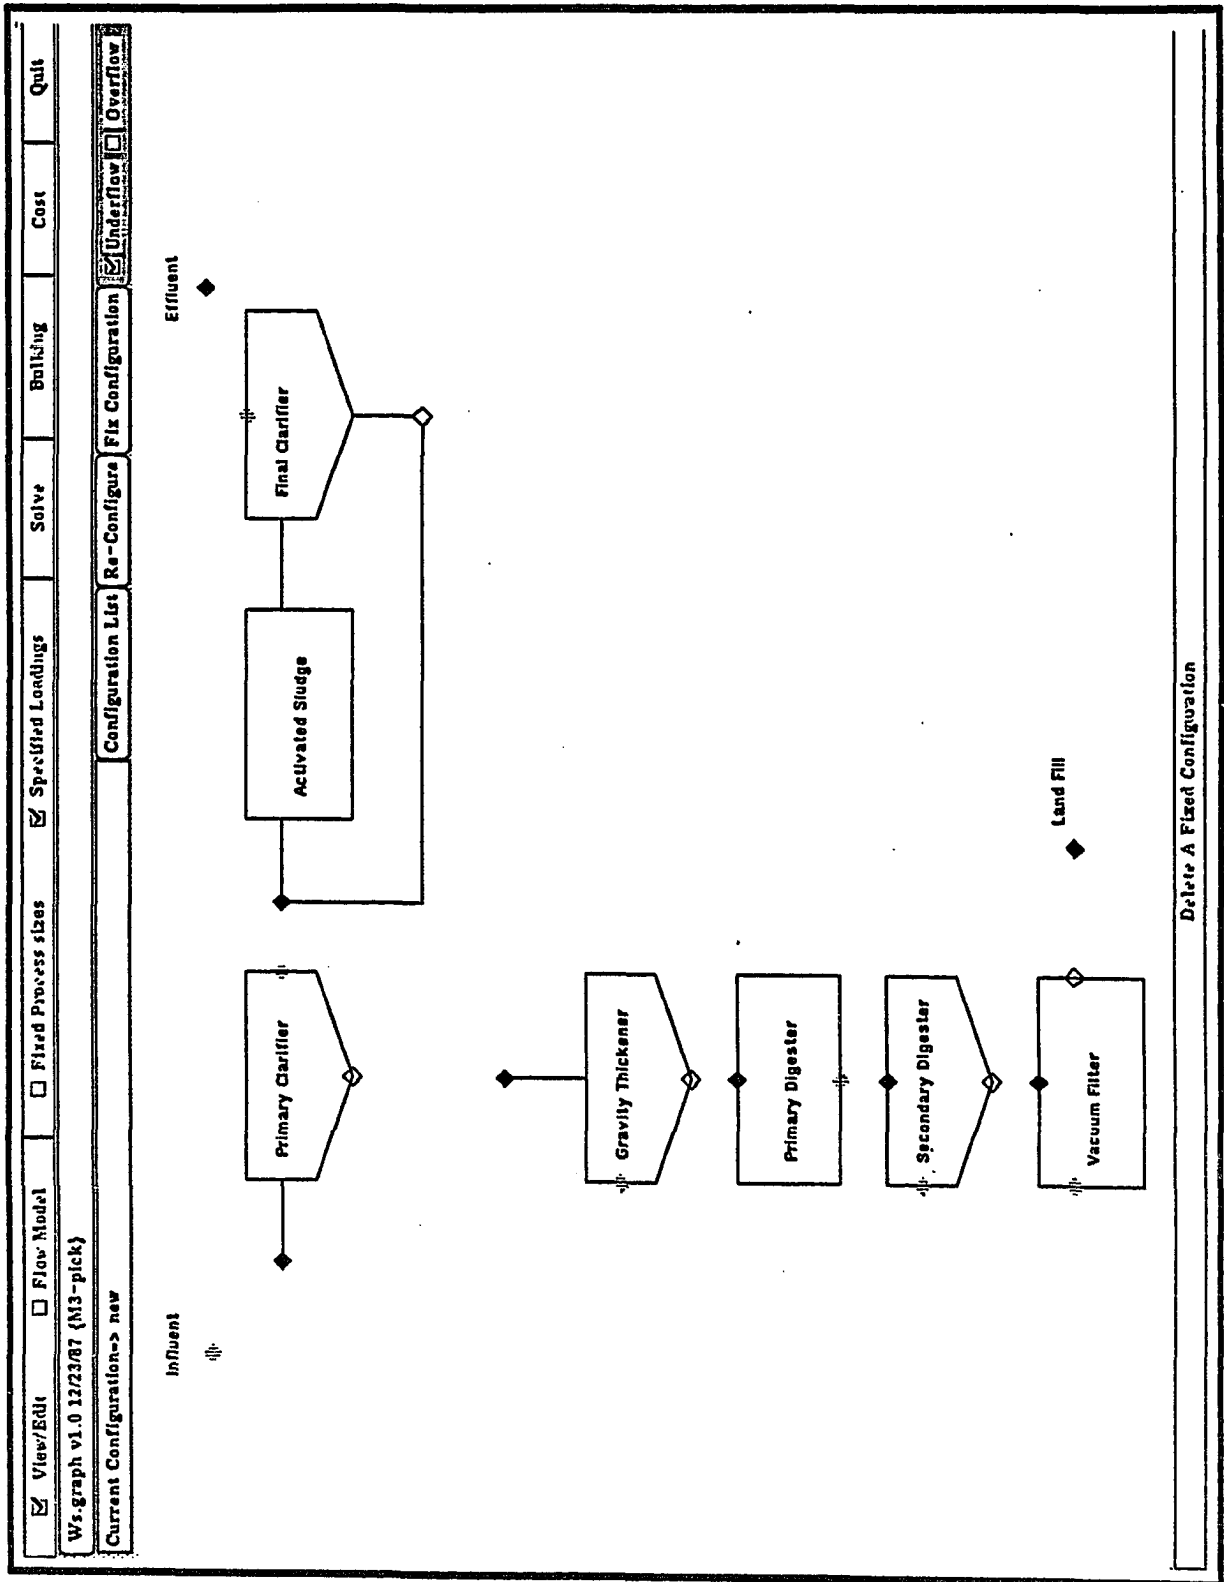 View/Edit Flow Model Fixed Process sizes Specified Loadings Solve Bulking Cost Quit
Ws.graph v1.0 12/23/87 {M3-pick}
Current Configuration=> new Configuration List Re-Configure Fix Configuration Underflow Overflow
Influent
Effluent
Primary Clarifier
Activated Sludge
Final Clarifier
Gravity Thickener
Primary Digester
Secondary Digester
Vacuum Filter
Land Fill
Delete A Fixed Configuration